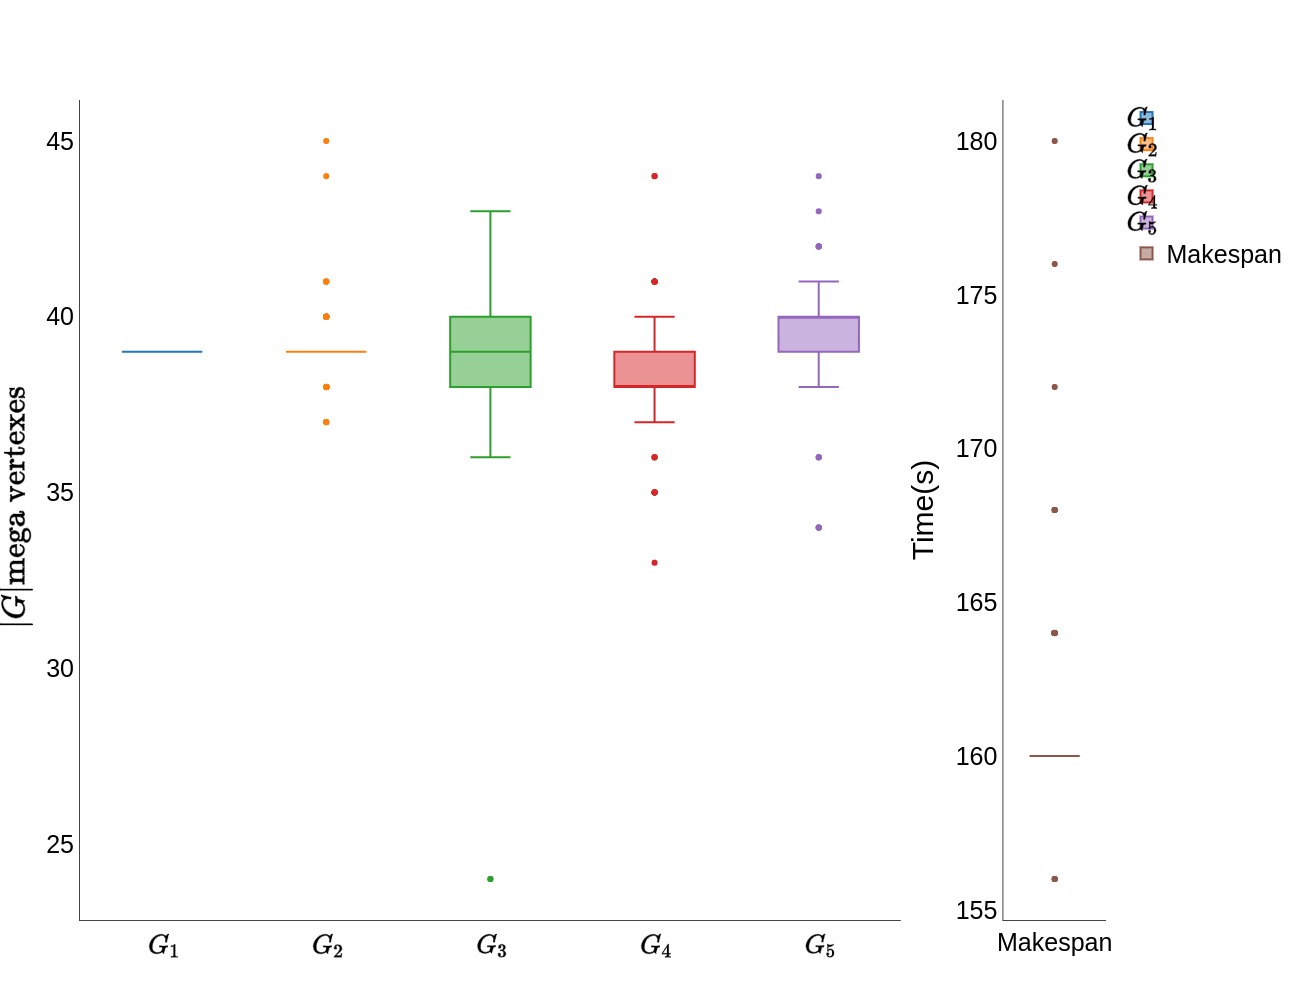 |G|mega vertexes
45
40
35
30
25
G₁
G₂
G₃
G₄
G₅
Time(s)
180
175
170
165
160
155
Makespan
G₁
G₂
G₃
G₄
G₅
Makespan